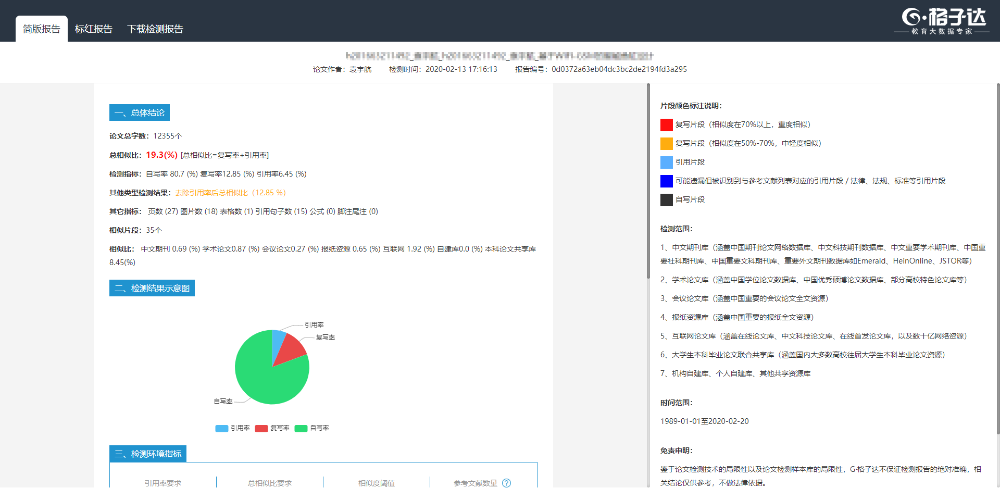 简版报告
标红报告
下载检测报告
G·格子达
教育大数据专家
论文作者：袁宇航 检测时间：2020-02-13 17:16:13 报告编号：0d0372a63eb04dc3bc2de2194fd3a295
一、总体结论
论文总字数：12355个
总相似比：19.3(%) [总相似比=复写率+引用率]
检测指标：自写率 80.7 (%) 复写率12.85 (%) 引用率6.45 (%)
其他类型检测结果：去除引用率后总相似比（12.85 %）
其它指标： 页数 (27) 图片数 (18) 表格数 (1) 引用句子数 (15) 公式 (0) 脚注尾注 (0)
相似片段：35个
相似比： 中文期刊 0.69 (%) 学术论文0.87 (%) 会议论文0.27 (%) 报纸资源 0.65 (%) 互联网 1.92 (%) 自建库0.0 (%) 本科论文共享库
8.45(%)
二、检测结果示意图
引用率
复写率
自写率
引用率 复写率 自写率
三、检测环境指标
引用率要求 总相似比要求 相似度阈值 参考文献数量 ?
片段颜色标注说明：
复写片段（相似度在70%以上，重度相似）
复写片段（相似度在50%-70%，中轻度相似）
引用片段
可能遗漏但被识别到与参考文献列表对应的引用片段 / 法律、法规、标准等引用片段
自写片段
检测范围：
1、中文期刊库（涵盖中国期刊论文网络数据库、中文科技期刊数据库、中文重要学术期刊库、中国重
要社科期刊库、中国重要文科期刊库、重要外文期刊数据库如Emerald、HeinOnline、JSTOR等）
2、学术论文库（涵盖中国学位论文数据库、中国优秀硕博论文数据库、部分高校特色论文库等）
3、会议论文库（涵盖中国重要的会议论文全文资源）
4、报纸资源库（涵盖中国重要的报纸全文资源）
5、互联网论文库（涵盖在线论文库、中文科技论文库、在线首发论文库，以及数十亿网络资源）
6、大学生本科毕业论文联合共享库（涵盖国内大多数高校往届大学生本科毕业论文资源）
7、机构自建库、个人自建库、其他共享资源库
时间范围：
1989-01-01至2020-02-20
免责申明：
鉴于论文检测技术的局限性以及论文检测样本库的局限性，G·格子达不保证检测报告的绝对准确，相
关结论仅供参考，不做法律依据。